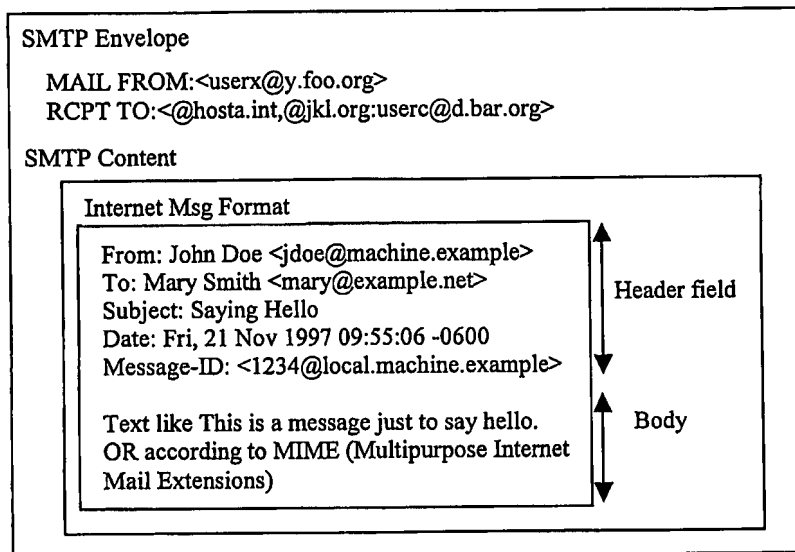 SMTP Envelope
MAIL FROM:<userx@y.foo.org>
RCPT TO:<@hosta.int,@jkl.org:userc@d.bar.org>
SMTP Content
Internet Msg Format
From: John Doe <jdoe@machine.example>
To: Mary Smith <mary@example.net>
Subject: Saying Hello
Date: Fri, 21 Nov 1997 09:55:06 -0600
Message-ID: <1234@local.machine.example>
Header field
Text like This is a message just to say hello.
OR according to MIME (Multipurpose Internet
Mail Extensions)
Body